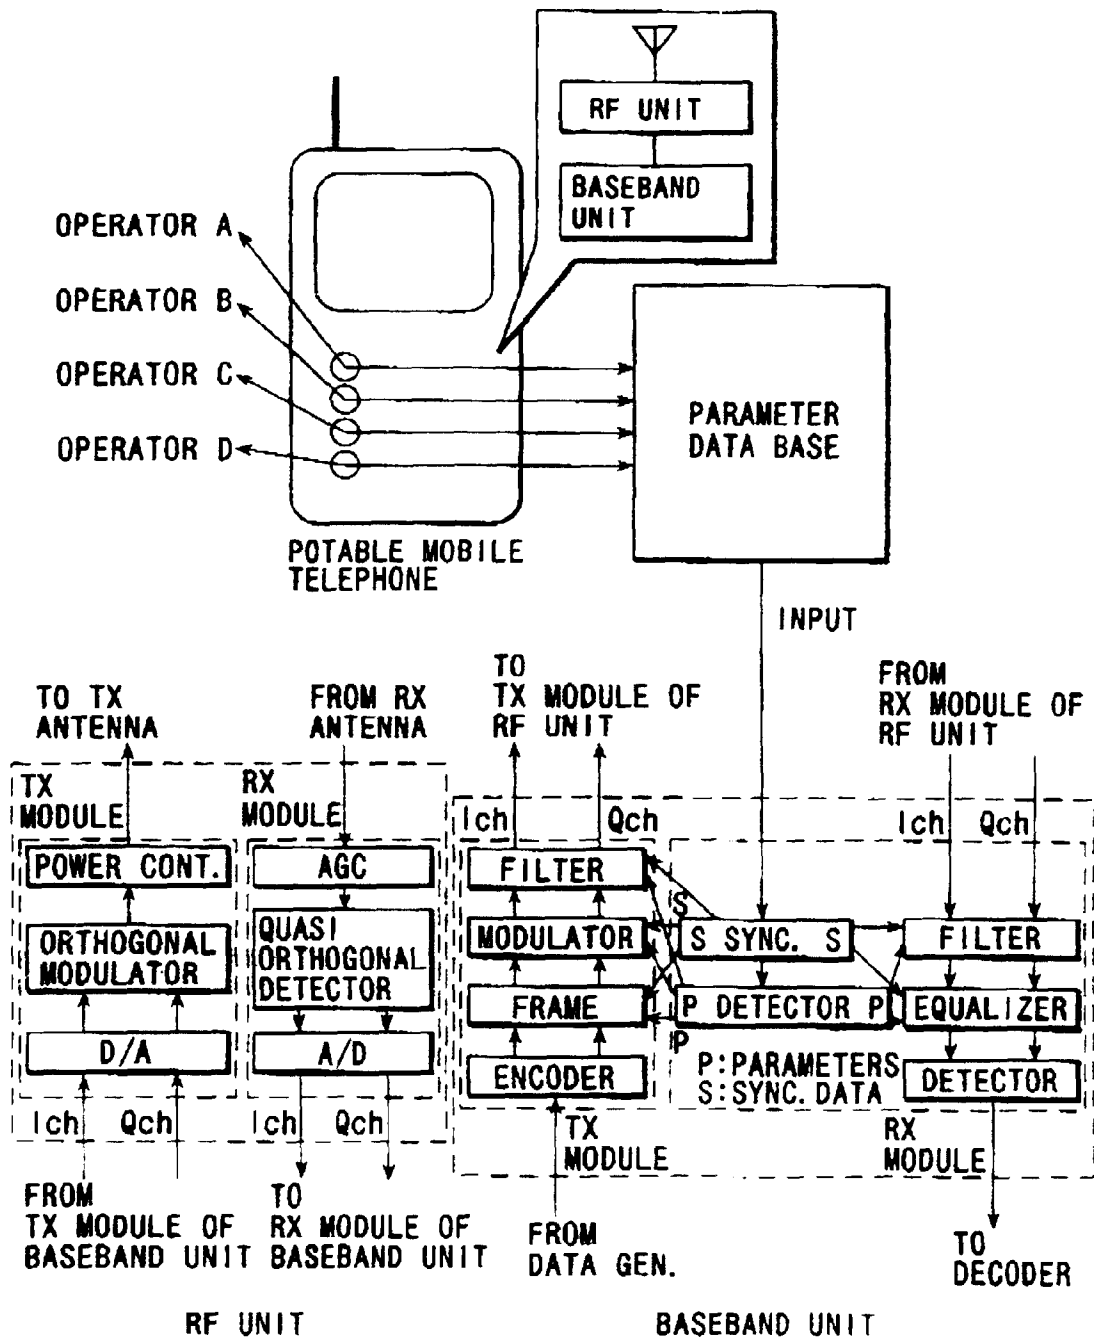 RF UNIT
BASEBAND
UNIT
OPERATOR A
OPERATOR B
OPERATOR C
OPERATOR D
PARAMETER
DATA BASE
POTABLE MOBILE
TELEPHONE
INPUT
TO TX
ANTENNA
FROM RX
ANTENNA
TO
TX MODULE OF
RF UNIT
FROM
RX MODULE OF
RF UNIT
TX
MODULE
RX
MODULE
Ich
Qch
Ich
Qch
POWER CONT.
AGC
FILTER
S
ORTHOGONAL
MODULATOR
QUASI
ORTHOGONAL
DETECTOR
MODULATOR
S SYNC. S
FILTER
FRAME
P DETECTOR P
EQUALIZER
D/A
A/D
P
ENCODER
P:PARAMETERS
S:SYNC. DATA
DETECTOR
Ich
Qch
Ich
Qch
TX
MODULE
RX
MODULE
FROM
TX MODULE OF
BASEBAND UNIT
TO
RX MODULE OF
BASEBAND UNIT
FROM
DATA GEN.
TO
DECODER
RF UNIT
BASEBAND UNIT